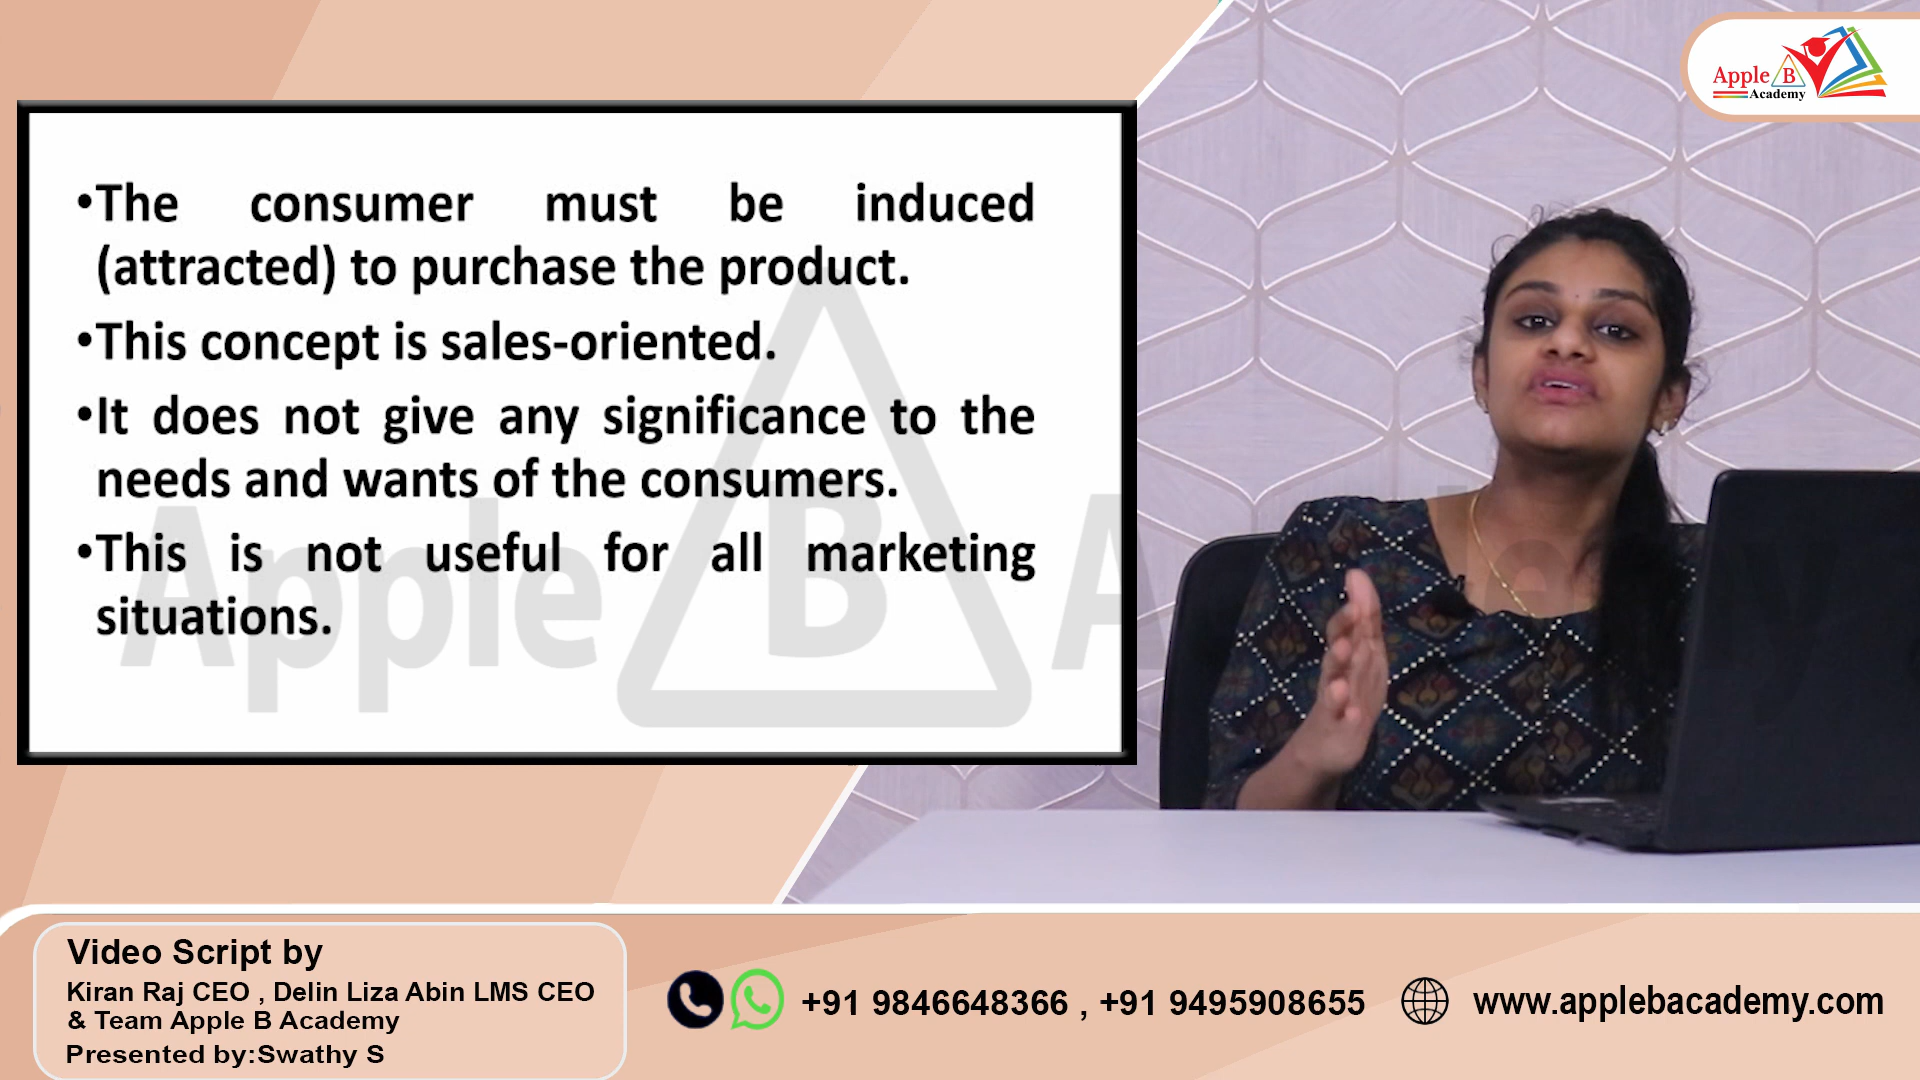 Apple B
Academy
•The consumer must be induced
(attracted) to purchase the product.
•This concept is sales-oriented.
•It does not give any significance to the
needs and wants of the consumers.
•This is not useful for all marketing
situations.
Apple B Academy
Video Script by
Kiran Raj CEO , Delin Liza Abin LMS CEO
& Team Apple B Academy
Presented by:Swathy S
+91 9846648366 , +91 9495908655
www.applebacademy.com